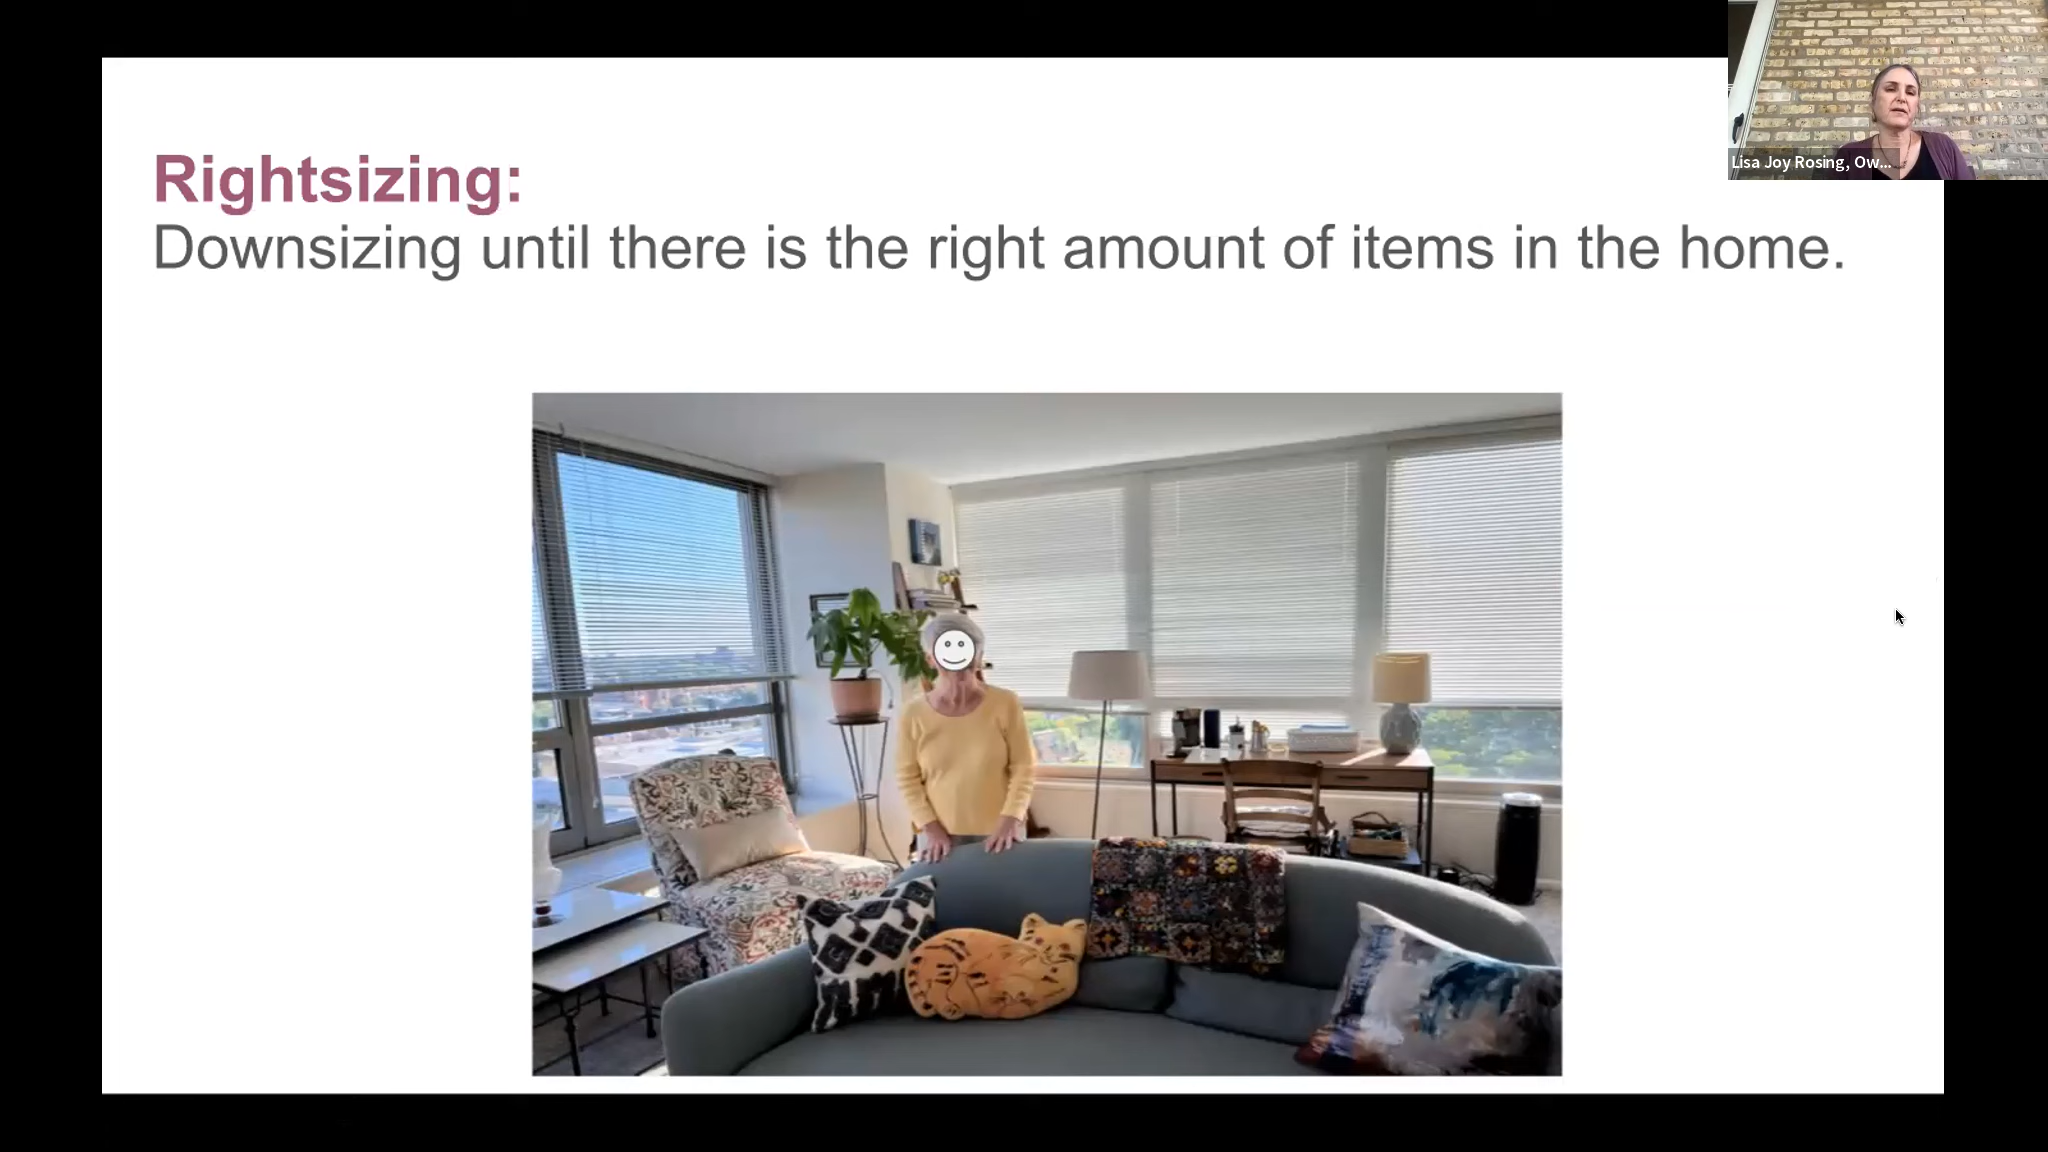 Rightsizing:
Downsizing until there is the right amount of items in the home.
Lisa Joy Rosing, Ow...